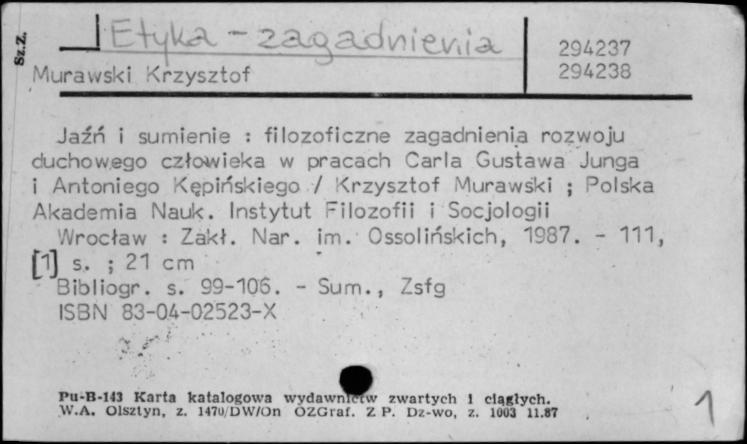 Sz.Z.
Etyka - zagadnienia
294237
294238
Murawski Krzysztof
Jaźń i sumienie : filozoficzne zagadnienia rozwoju
duchowego człowieka w pracach Carla Gustawa Junga
i Antoniego Kępińskiego / Krzysztof Murawski ; Polska
Akademia Nauk. Instytut Filozofii i Socjologii
Wrocław : Zakł. Nar. im. Ossolińskich, 1987. - 111,
[1] s. ; 21 cm
Bibliogr. s. 99-106. - Sum., Zsfg
ISBN 83-04-02523-X
Pu-B-143 Karta katalogowa wydawnictw zwartych i ciągłych.
W.A. Olsztyn, z. 1470/DW/On OZGraf. Z P. Dz-wo, z. 1003 11.87
1